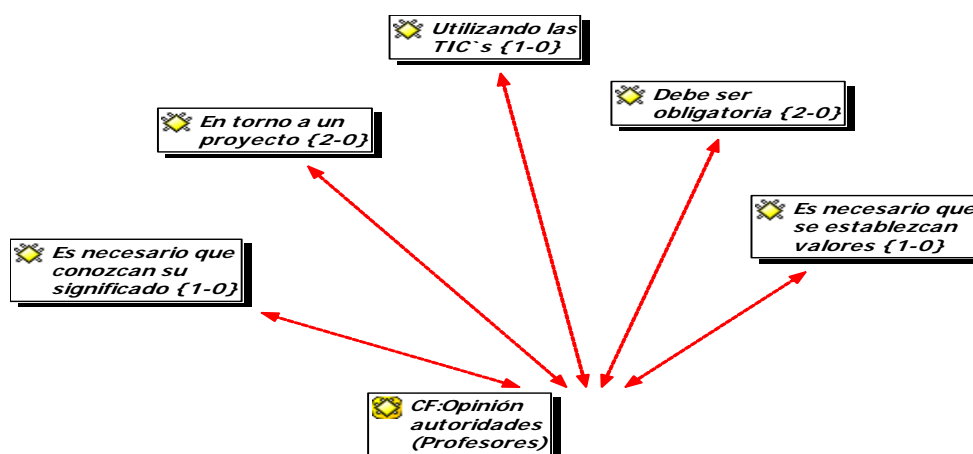 Utilizando las
TIC`s {1-0}
En torno a un
proyecto {2-0}
Debe ser
obligatoria {2-0}
Es necesario que
conozcan su
significado {1-0}
Es necesario que
se establezcan
valores {1-0}
CF:Opinión
autoridades
(Profesores)